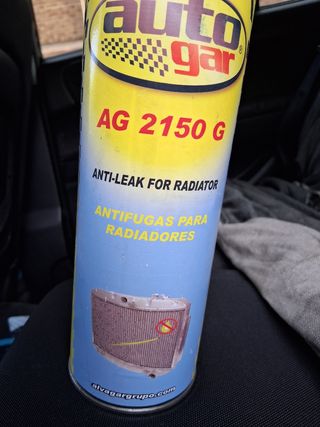 auto
gar®
AG 2150 G
ANTI-LEAK FOR RADIATOR
ANTIFUGAS PARA
RADIADORES
alvagargrupo.com